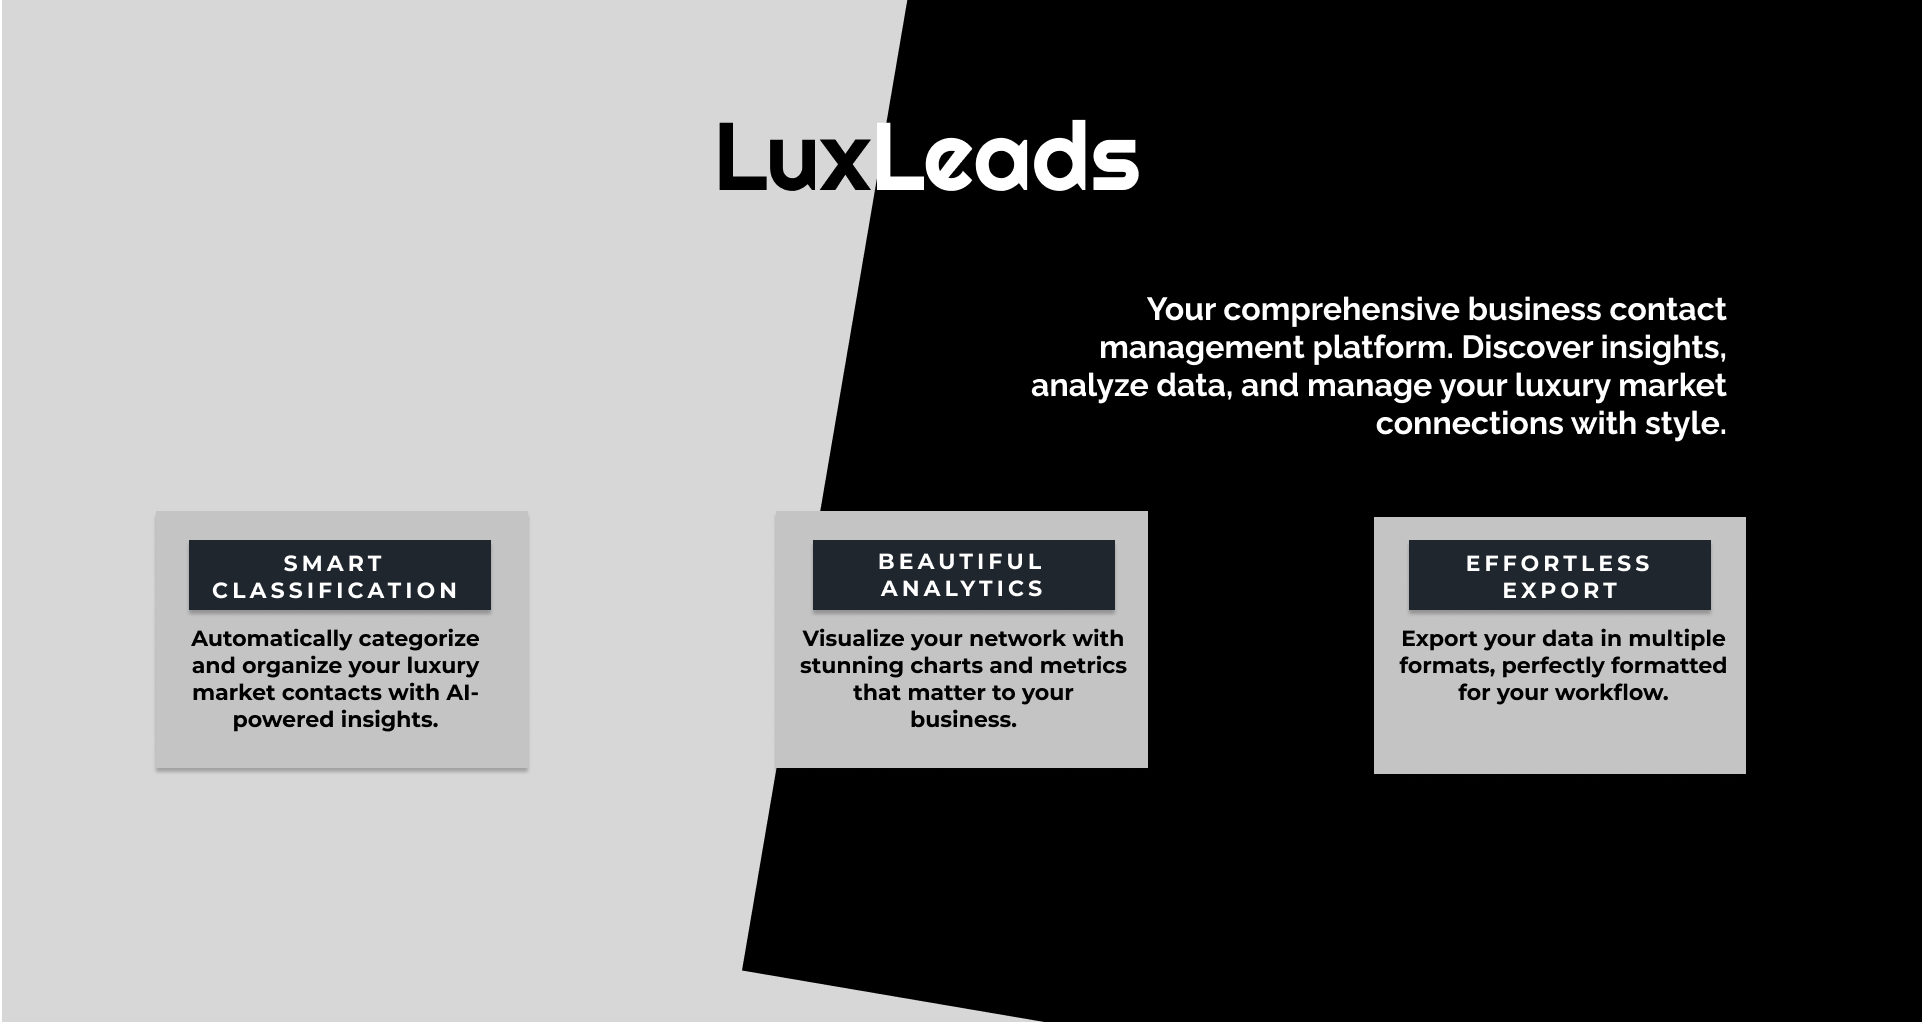 LuxLeads
Your comprehensive business contact
management platform. Discover insights,
analyze data, and manage your luxury market
connections with style.
SMART
CLASSIFICATION
Automatically categorize
and organize your luxury
market contacts with AI-
powered insights.
BEAUTIFUL
ANALYTICS
Visualize your network with
stunning charts and metrics
that matter to your
business.
EFFORTLESS
EXPORT
Export your data in multiple
formats, perfectly formatted
for your workflow.